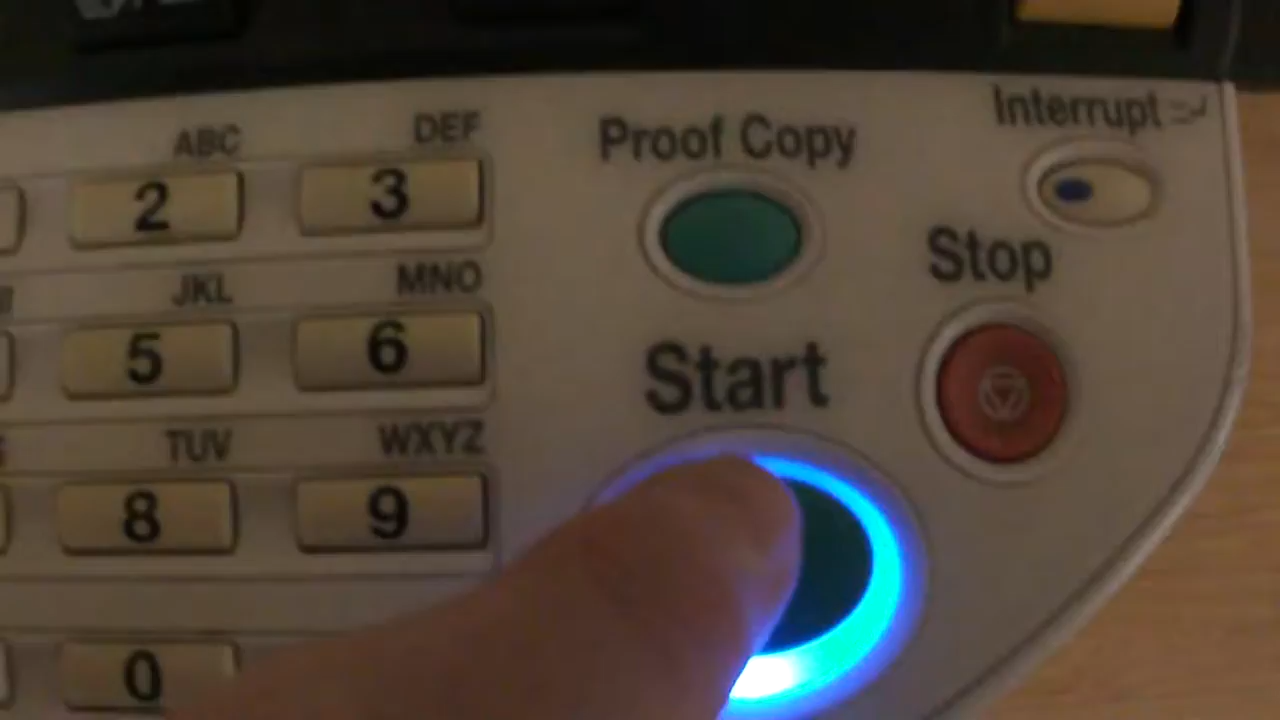 Interrupt
ABC
DEF
Proof Copy
2
3
Stop
JKL
MNO
5
6
Start
TUV
WXYZ
8
9
0